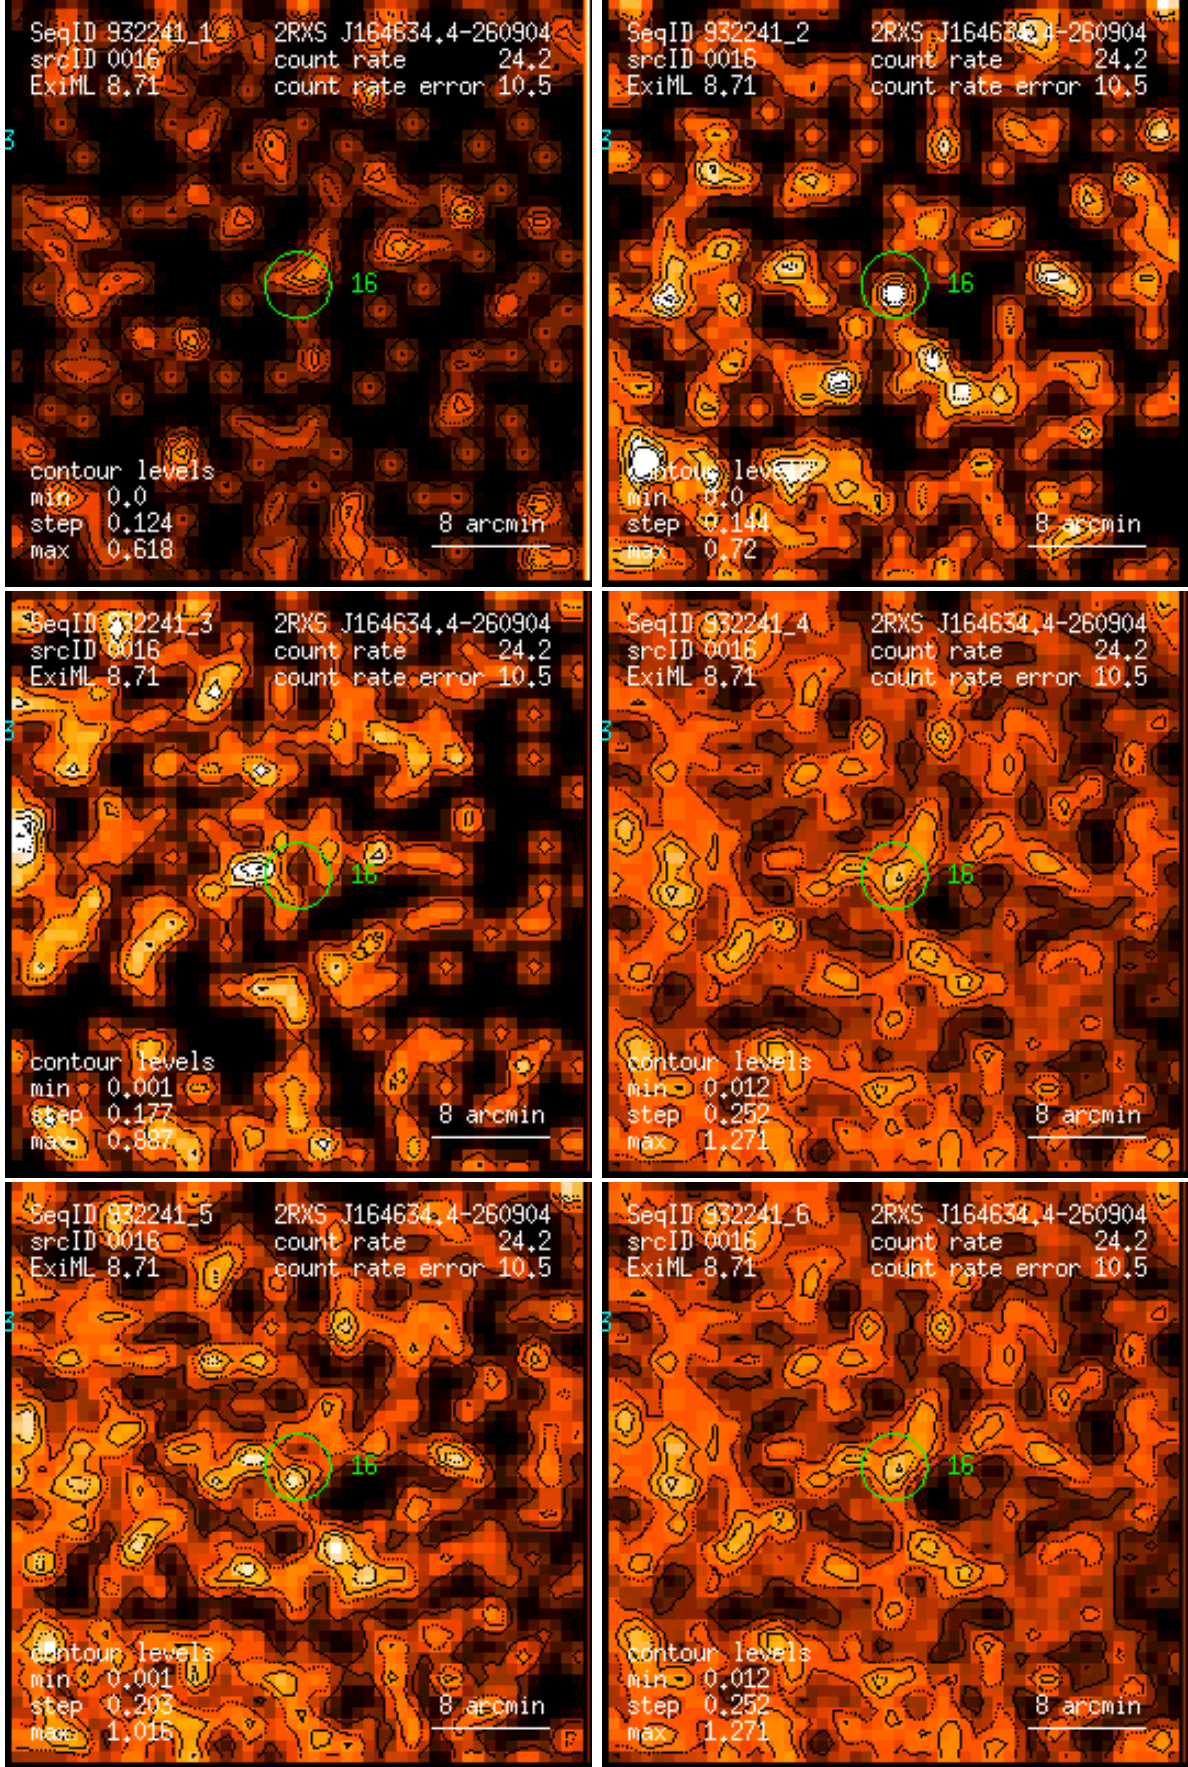 SeqID 932241_1 2RXS J164634.4-260904
srcID 0016 count rate 24.2
ExiML 8.71 count rate error 10.5
3
16
contour levels
min 0.0
step 0.124 8 arcmin
max 0.618
SeqID 932241_2 2RXS J164634.4-260904
srcID 0016 count rate 24.2
ExiML 8.71 count rate error 10.5
3
16
contour levels
min 0.0
step 0.144 8 arcmin
max 0.72
SeqID 932241_3 2RXS J164634.4-260904
srcID 0016 count rate 24.2
ExiML 8.71 count rate error 10.5
3
16
contour levels
min 0.001
step 0.177 8 arcmin
max 0.887
SeqID 932241_4 2RXS J164634.4-260904
srcID 0016 count rate 24.2
ExiML 8.71 count rate error 10.5
3
16
contour levels
min 0.012
step 0.252 8 arcmin
max 1.271
SeqID 932241_5 2RXS J164634.4-260904
srcID 0016 count rate 24.2
ExiML 8.71 count rate error 10.5
3
16
contour levels
min 0.001
step 0.203 8 arcmin
max 1.016
SeqID 932241_6 2RXS J164634.4-260904
srcID 0016 count rate 24.2
ExiML 8.71 count rate error 10.5
3
16
contour levels
min 0.012
step 0.252 8 arcmin
max 1.271